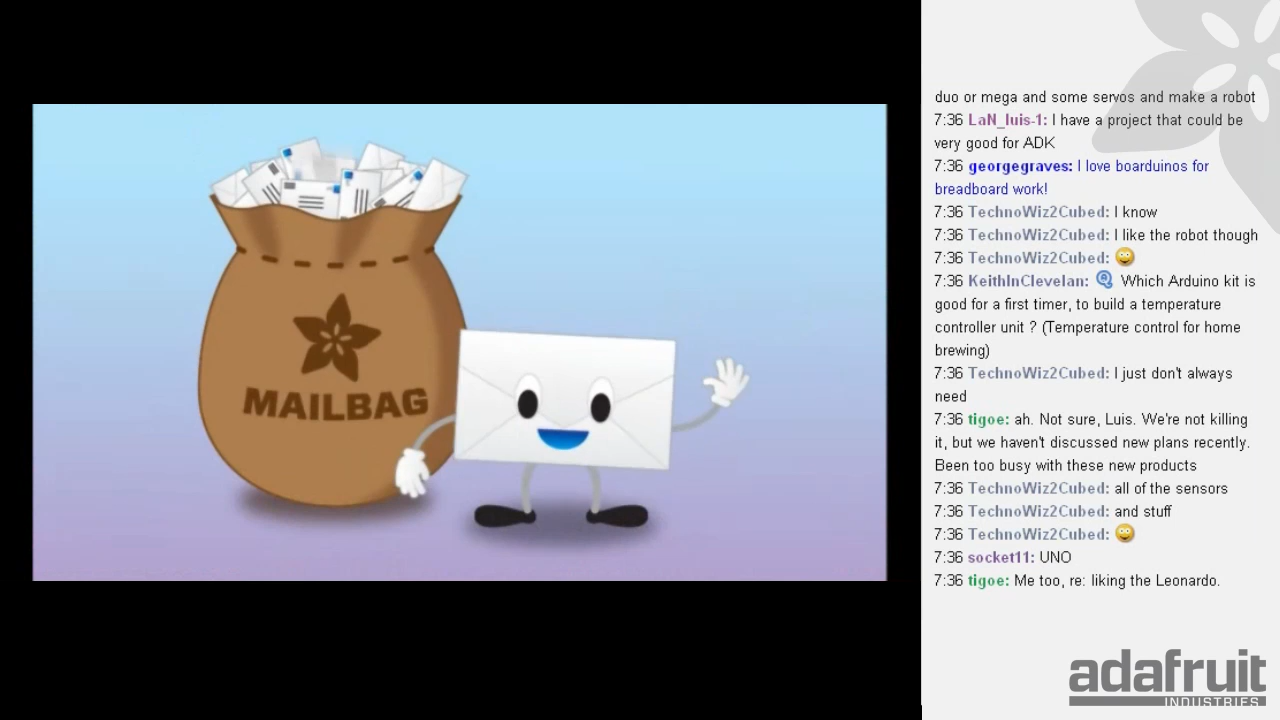 MAILBAG
duo or mega and some servos and make a robot
7:36 LaN_luis-1: I have a project that could be
very good for ADK
7:36 georgegraves: I love boarduinos for
breadboard work!
7:36 TechnoWiz2Cubed: I know
7:36 TechnoWiz2Cubed: I like the robot though
7:36 TechnoWiz2Cubed:
7:36 KeithInClevelan: Which Arduino kit is
good for a first timer, to build a temperature
controller unit ? (Temperature control for home
brewing)
7:36 TechnoWiz2Cubed: I just don't always
need
7:36 tigoe: ah. Not sure, Luis. We're not killing
it, but we haven't discussed new plans recently.
Been too busy with these new products
7:36 TechnoWiz2Cubed: all of the sensors
7:36 TechnoWiz2Cubed: and stuff
7:36 TechnoWiz2Cubed:
7:36 socket11: UNO
7:36 tigoe: Me too, re: liking the Leonardo.
adafruit
INDUSTRIES